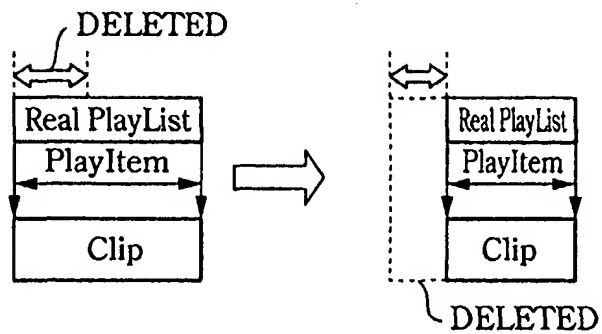 DELETED
Real PlayList
PlayItem
Clip
Real PlayList
PlayItem
Clip
DELETED